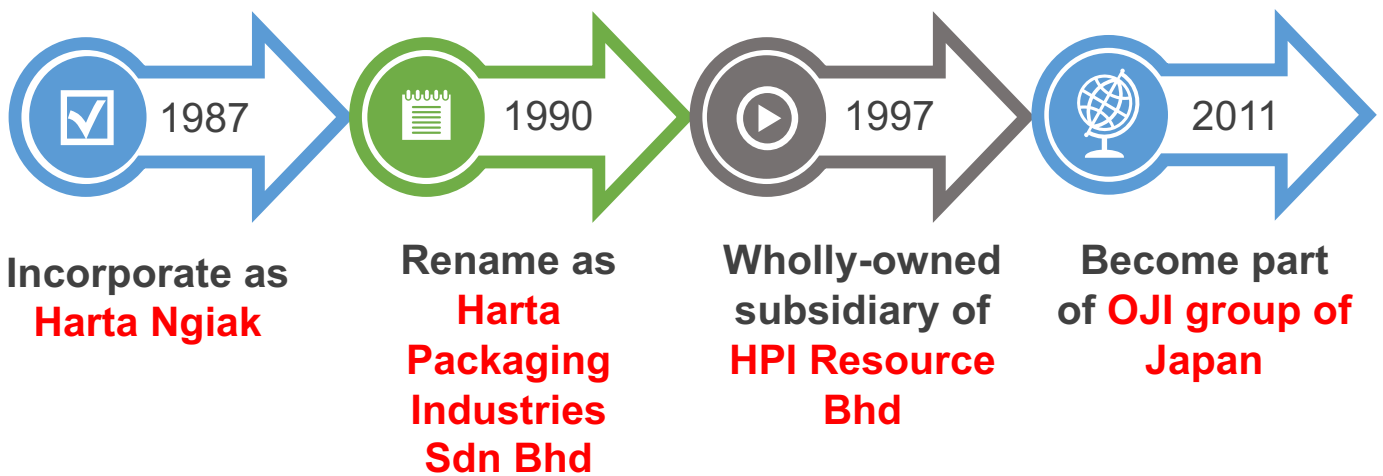 1987
Incorporate as
Harta Ngiak
1990
Rename as
Harta
Packaging
Industries
Sdn Bhd
1997
Wholly-owned
subsidiary of
HPI Resource
Bhd
2011
Become part
of OJI group of
Japan